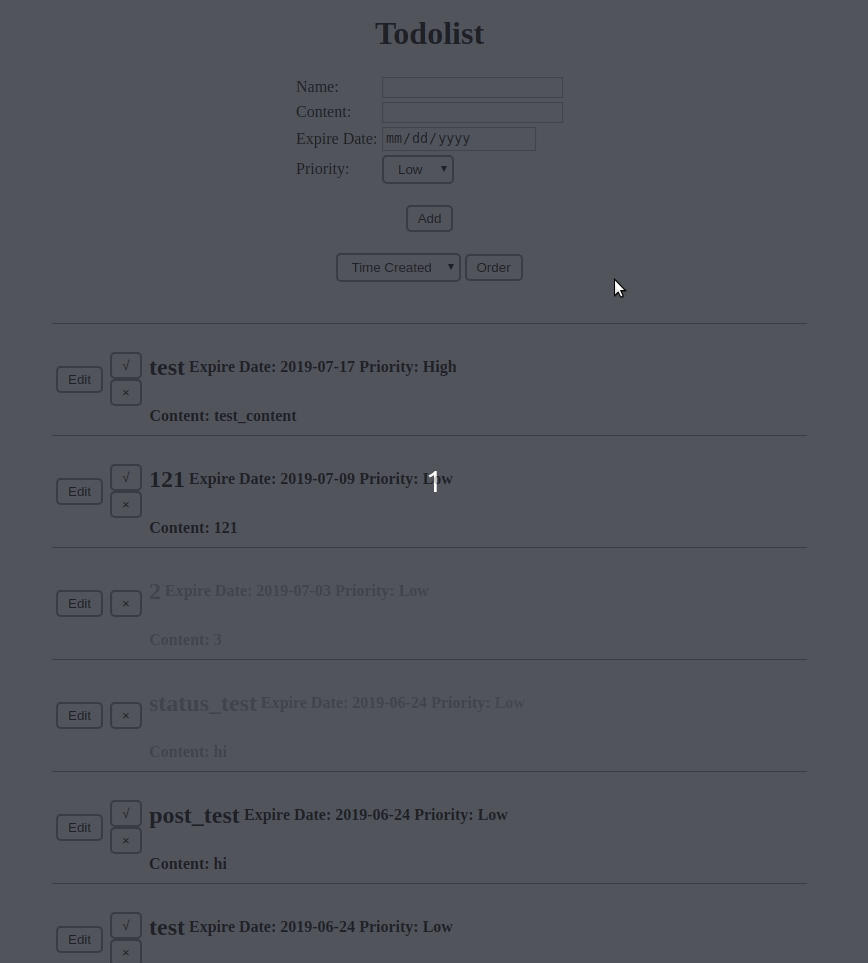 Todolist
Name:
Content:
Expire Date: mm/dd/yyyy
Priority: Low ▾
Add
Time Created ▾ Order
Edit √ × test Expire Date: 2019-07-17 Priority: High
Content: test_content
Edit √ × 121 Expire Date: 2019-07-09 Priority: Low
1
Content: 121
Edit × 2 Expire Date: 2019-07-03 Priority: Low
Content: 3
Edit × status_test Expire Date: 2019-06-24 Priority: Low
Content: hi
Edit √ × post_test Expire Date: 2019-06-24 Priority: Low
Content: hi
Edit √ × test Expire Date: 2019-06-24 Priority: Low